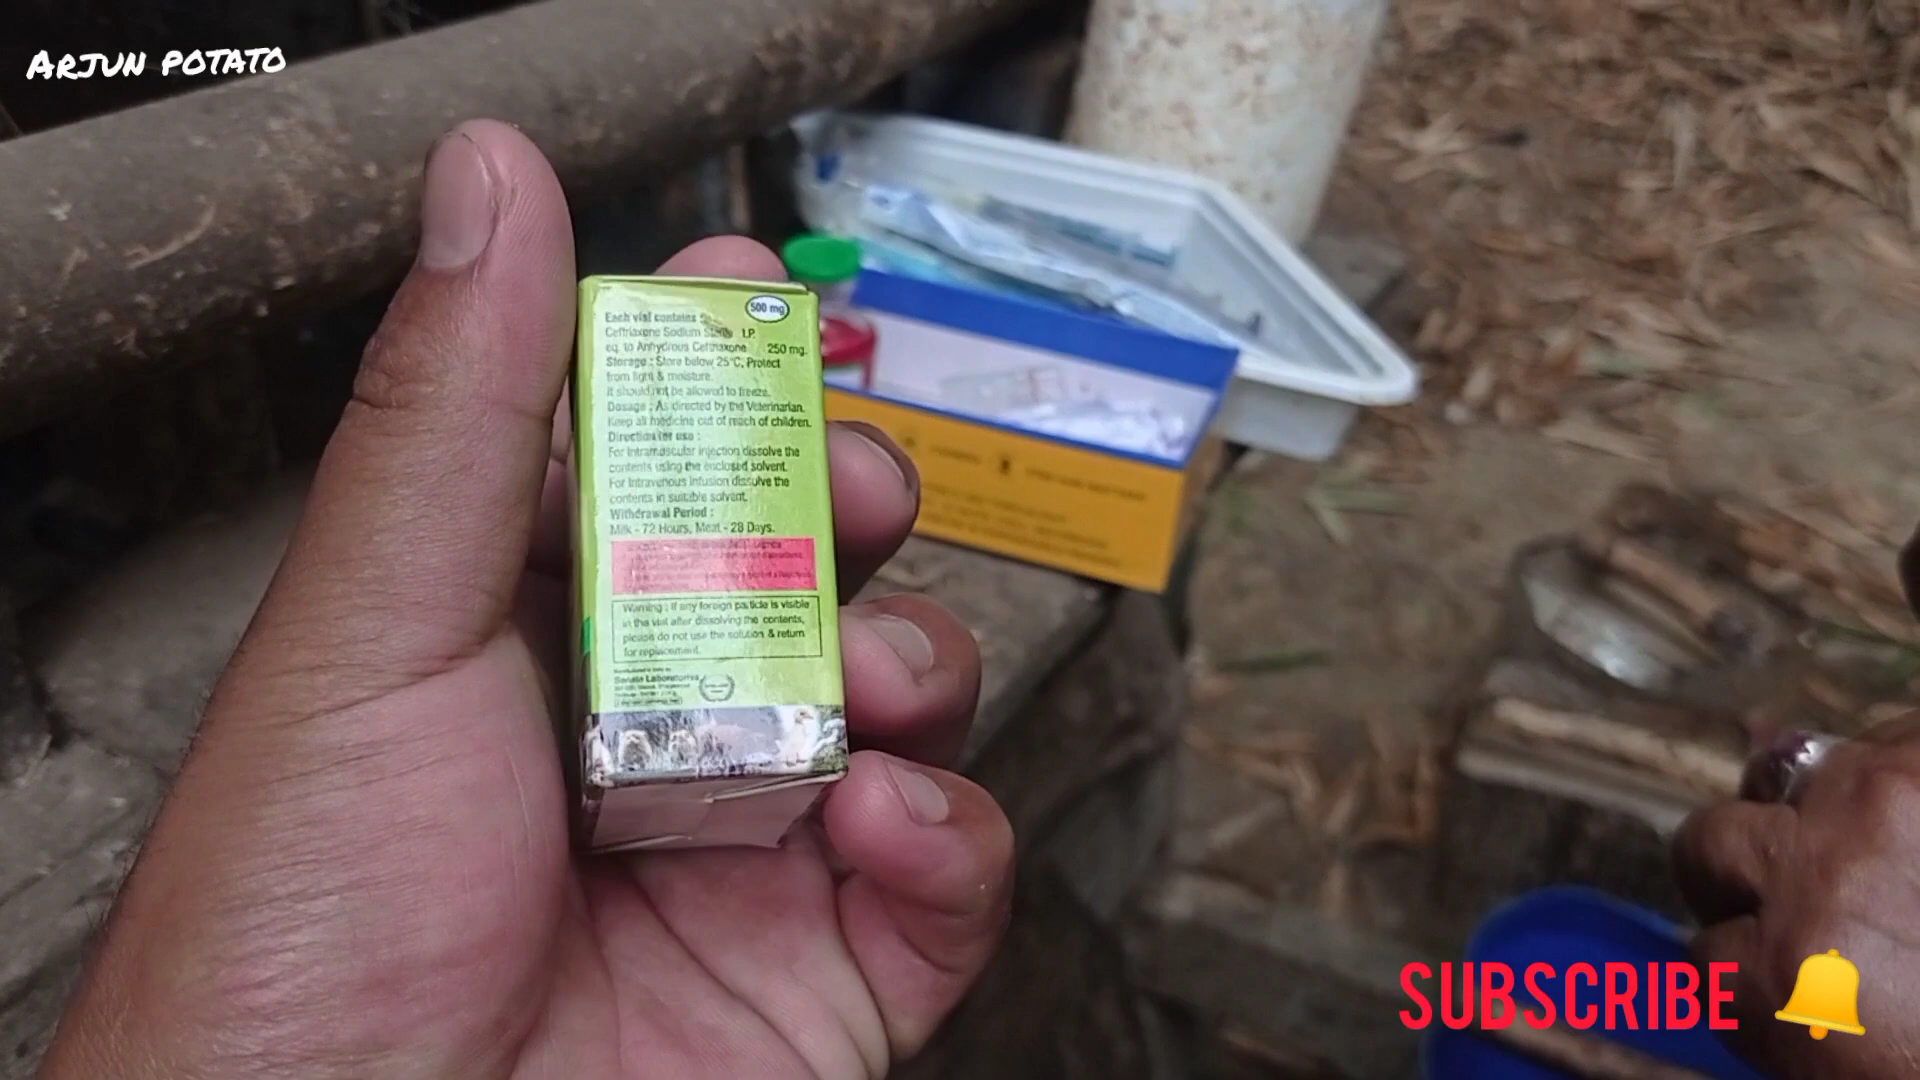 ARJUN POTATO
500 mg
Each vial contains :
Ceftriaxone Sodium Sterile I.P.
eq. to Anhydrous Ceftriaxone 250 mg.
Storage : Store below 25°C, Protect
from light & moisture.
It should not be allowed to freeze.
Dosage : As directed by the Veterinarian.
Keep all medicine out of reach of children.
Direction for use :
For Intramuscular injection dissolve the
contents using the enclosed solvent.
For Intravenous Infusion dissolve the
contents in suitable solvent.
Withdrawal Period :
Milk - 72 Hours, Meat - 28 Days.
Warning : If any foreign particle is visible
in the vial after dissolving the contents,
please do not use the solution & return
for replacement.
Laboratories
SUBSCRIBE